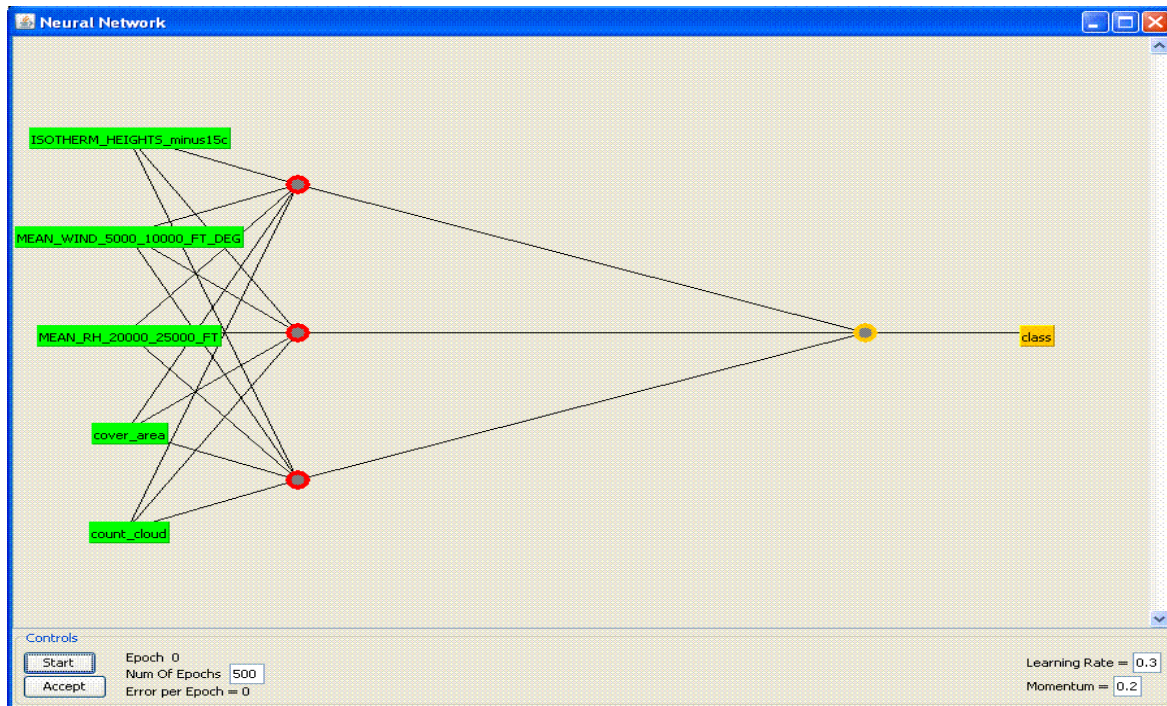 Neural Network
ISOTHERM_HEIGHTS_minus15c
MEAN_WIND_5000_10000_FT_DEG
MEAN_RH_20000_25000_FT
class
cover_area
count_cloud
Controls
Start
Accept
Epoch 0
Num Of Epochs 500
Error per Epoch = 0
Learning Rate = 0.3
Momentum = 0.2